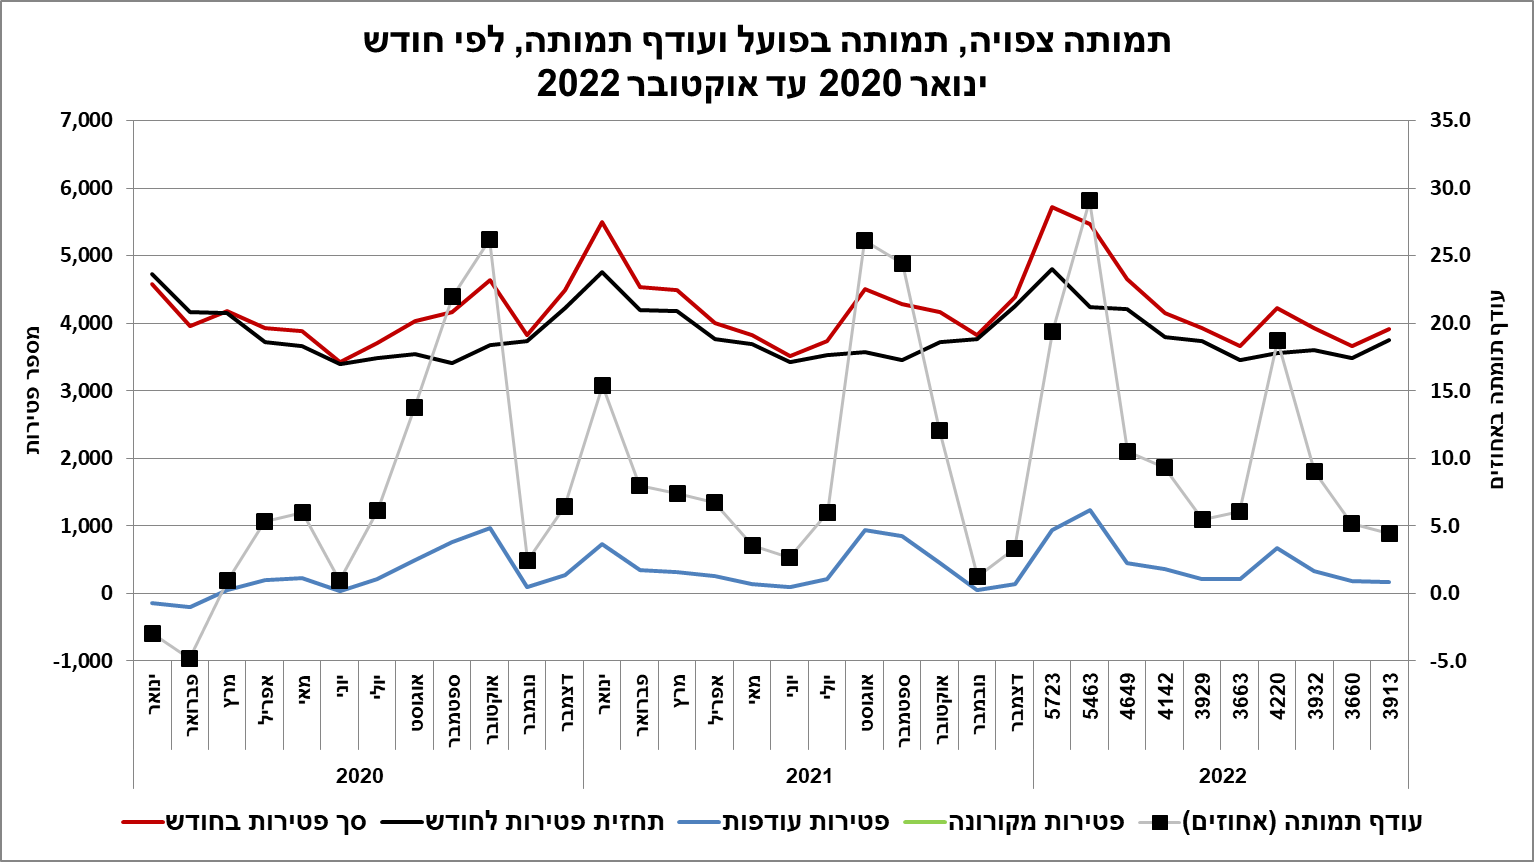 תמותה צפויה, תמותה בפועל ועודף תמותה, לפי חודש
ינואר 2020 עד אוקטובר 2022
מספר פטירות
7,000
6,000
5,000
4,000
3,000
2,000
1,000
0
-1,000
35.0
30.0
25.0
20.0
15.0
10.0
5.0
0.0
-5.0
עודף תומתה באחוזים
ינואר
פברואר
מרץ
אפריל
מאי
יוני
יולי
אוגוסט
ספטמבר
אוקטובר
נובמבר
דצמבר
ינואר
פברואר
מרץ
אפריל
מאי
יוני
יולי
אוגוסט
ספטמבר
אוקטובר
נובמבר
דצמבר
5723
5463
4649
4142
3929
3663
4220
3932
3660
3913
2020
2021
2022
סך פטירות בחודש
תחזית פטירות לחודש
פטירות עודפות
פטירות מקורונה
עודף תמותה (אחוזים)